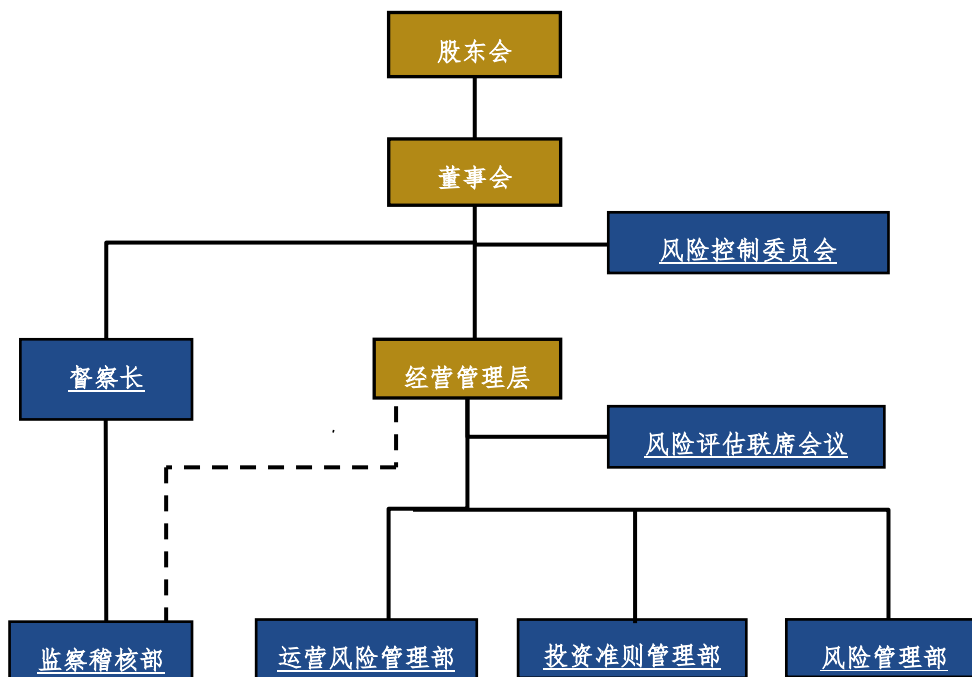 股东会
董事会
风险控制委员会
督察长
经营管理层
风险评估联席会议
监察稽核部
运营风险管理部
投资准则管理部
风险管理部